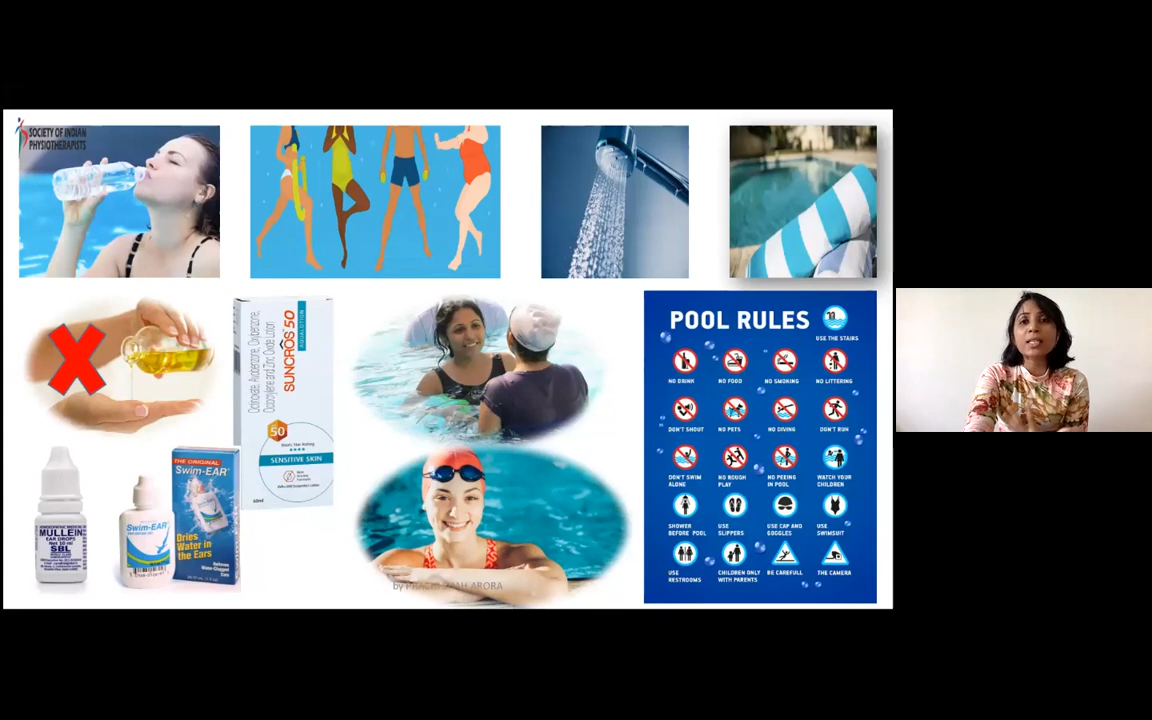 SOCIETY OF INDIAN
PHYSIOTHERAPISTS
SUNCROS 50
AQUALOTION
50
SENSITIVE SKIN
MULLEIN
EAR DROPS
SBL
Swim-EAR
THE ORIGINAL
Swim-EAR
Dries
Water in
the Ears
POOL RULES
USE THE STAIRS
NO DRINK
NO FOOD
NO SMOKING
NO LITTERING
DON'T SHOUT
NO PETS
NO DIVING
DON'T RUN
DON'T SWIM
ALONE
NO ROUGH
PLAY
NO PEEING
IN POOL
WATCH YOUR
CHILDREN
SHOWER
BEFORE POOL
USE
SLIPPERS
USE CAP AND
GOGGLES
USE
SWIMSUIT
USE
RESTROOMS
CHILDREN ONLY
WITH PARENTS
BE CAREFULL
THE CAMERA